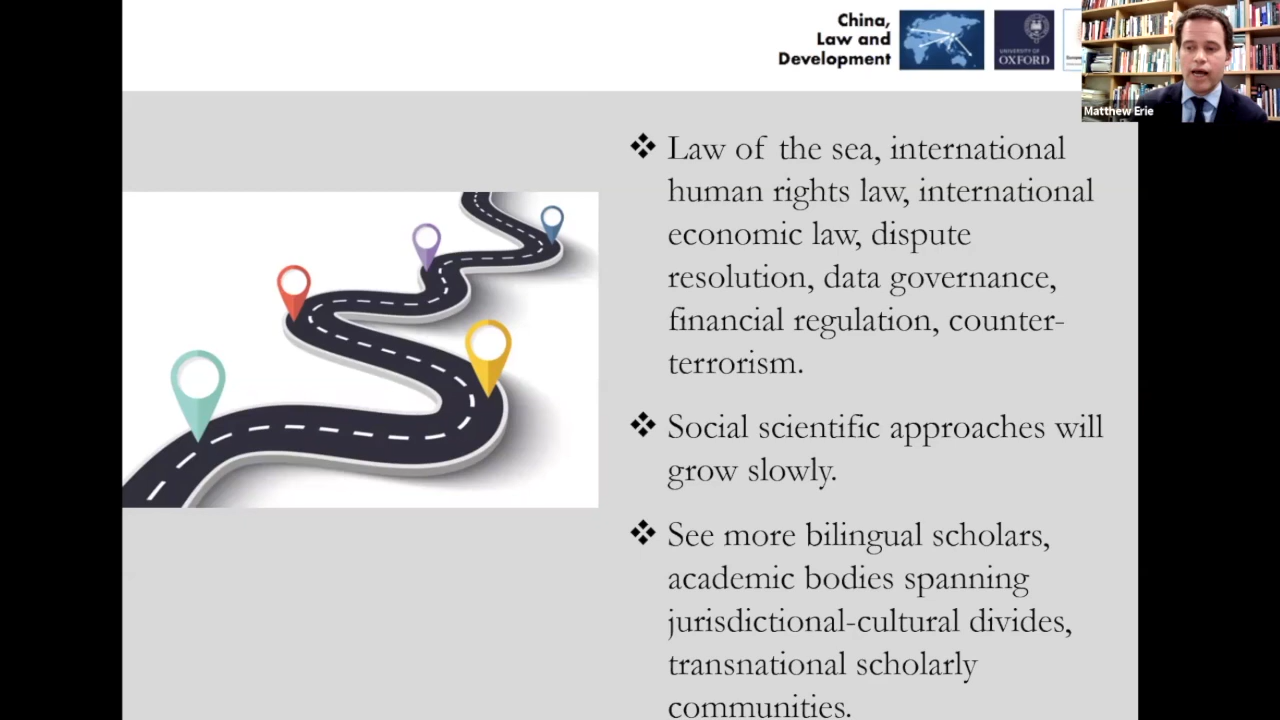 China,
Law and
Development
UNIVERSITY OF
OXFORD
Matthew Erie
❖ Law of the sea, international
human rights law, international
economic law, dispute
resolution, data governance,
financial regulation, counter-
terrorism.
❖ Social scientific approaches will
grow slowly.
❖ See more bilingual scholars,
academic bodies spanning
jurisdictional-cultural divides,
transnational scholarly
communities.